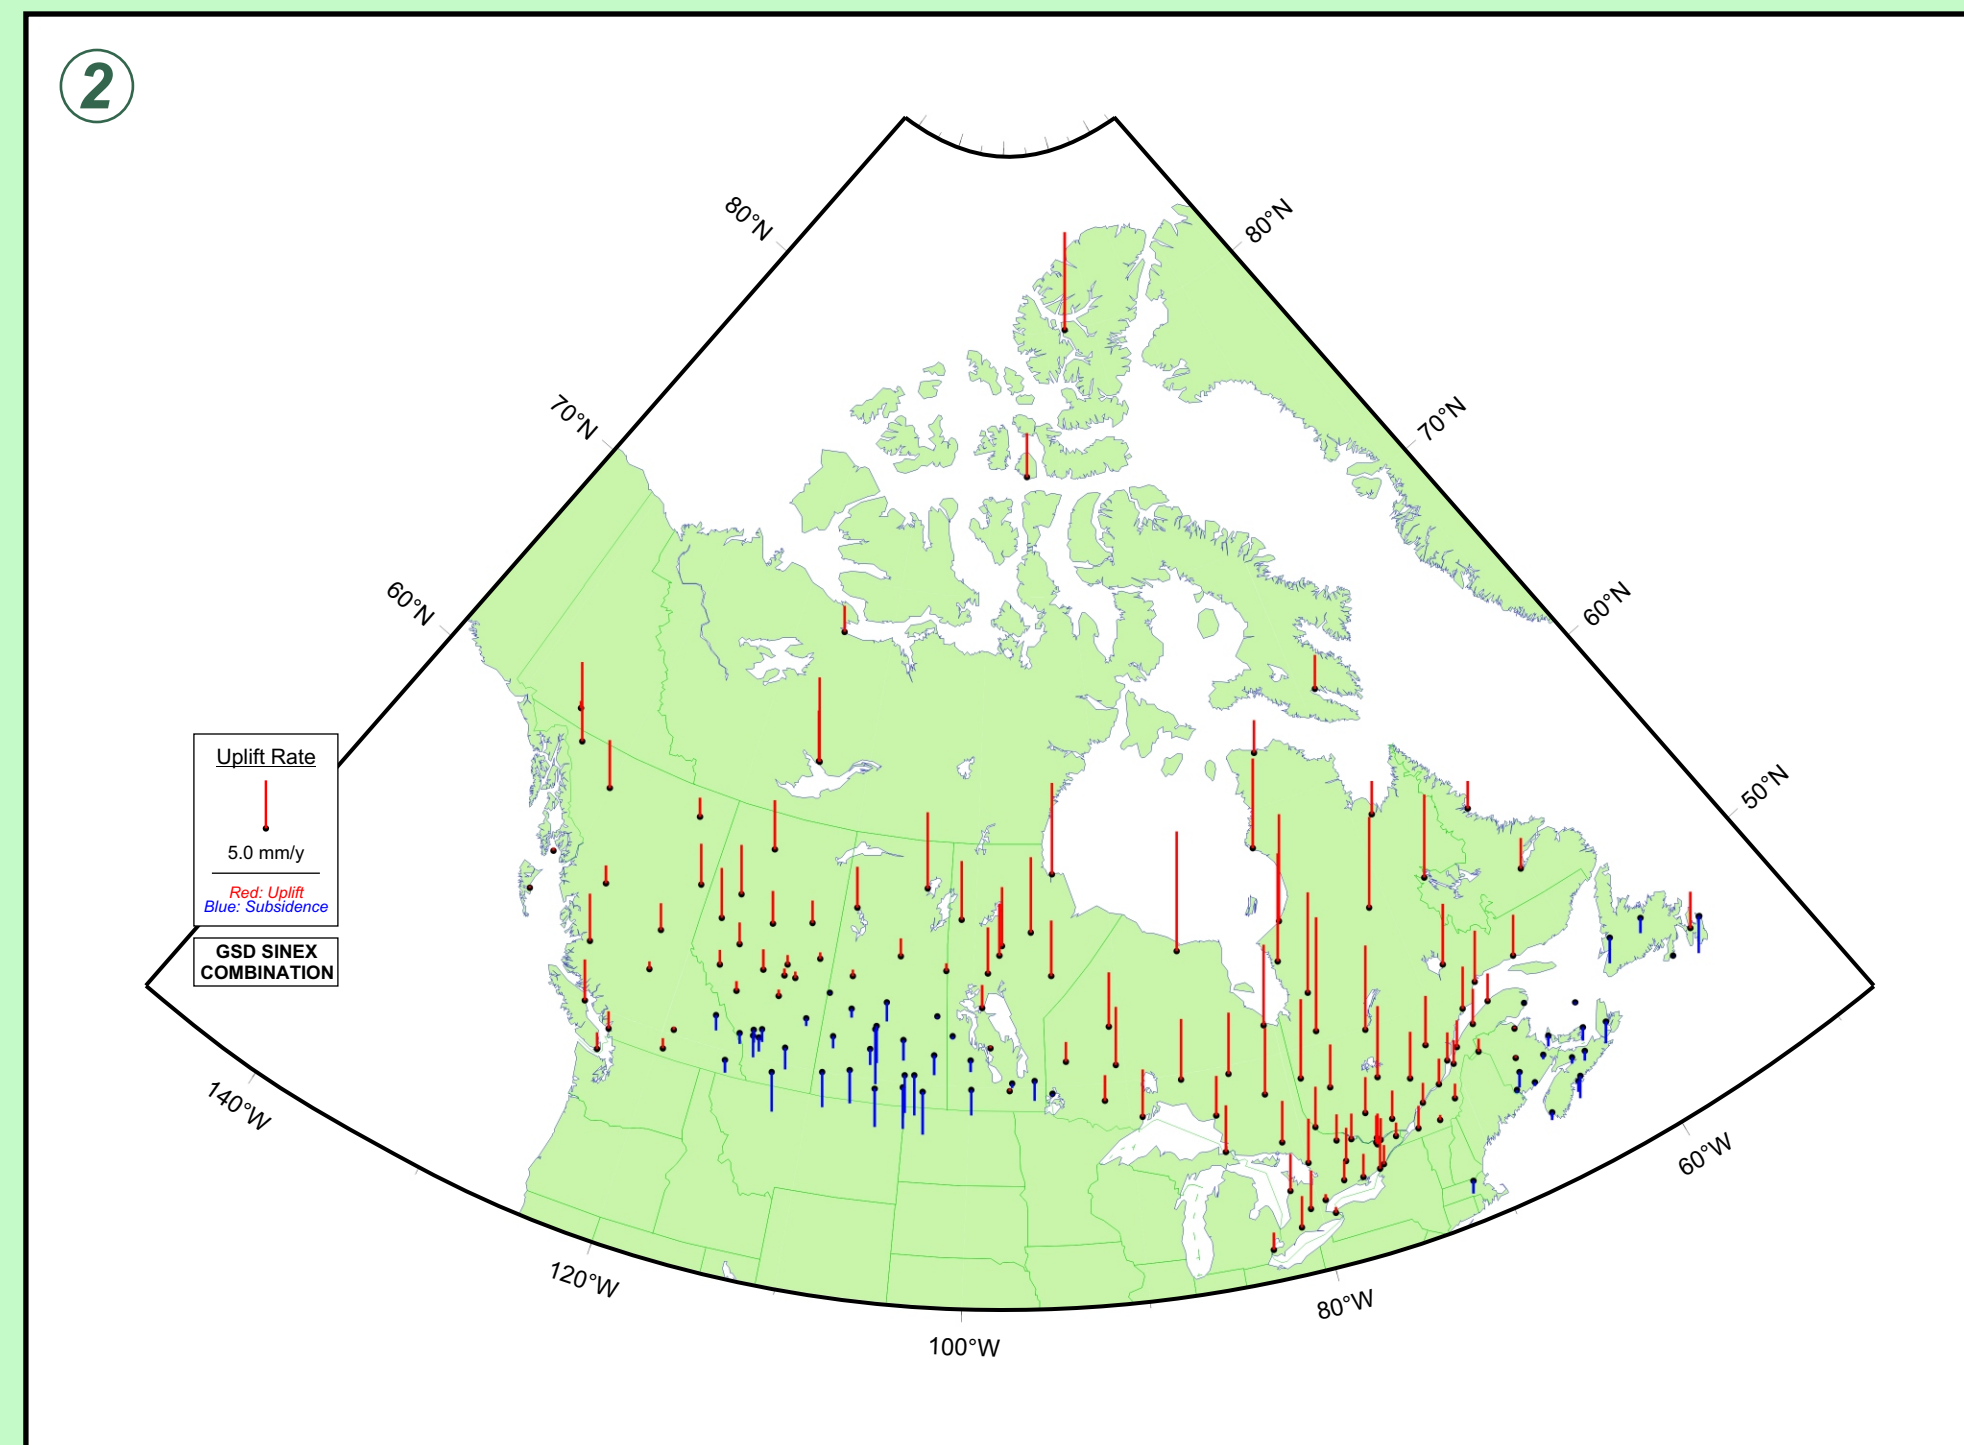 2
80°N
80°N
70°N
70°N
60°N
60°N
50°N
Uplift Rate
5.0 mm/y
Red: Uplift
Blue: Subsidence
GSD SINEX
COMBINATION
140°W
120°W
100°W
80°W
60°W